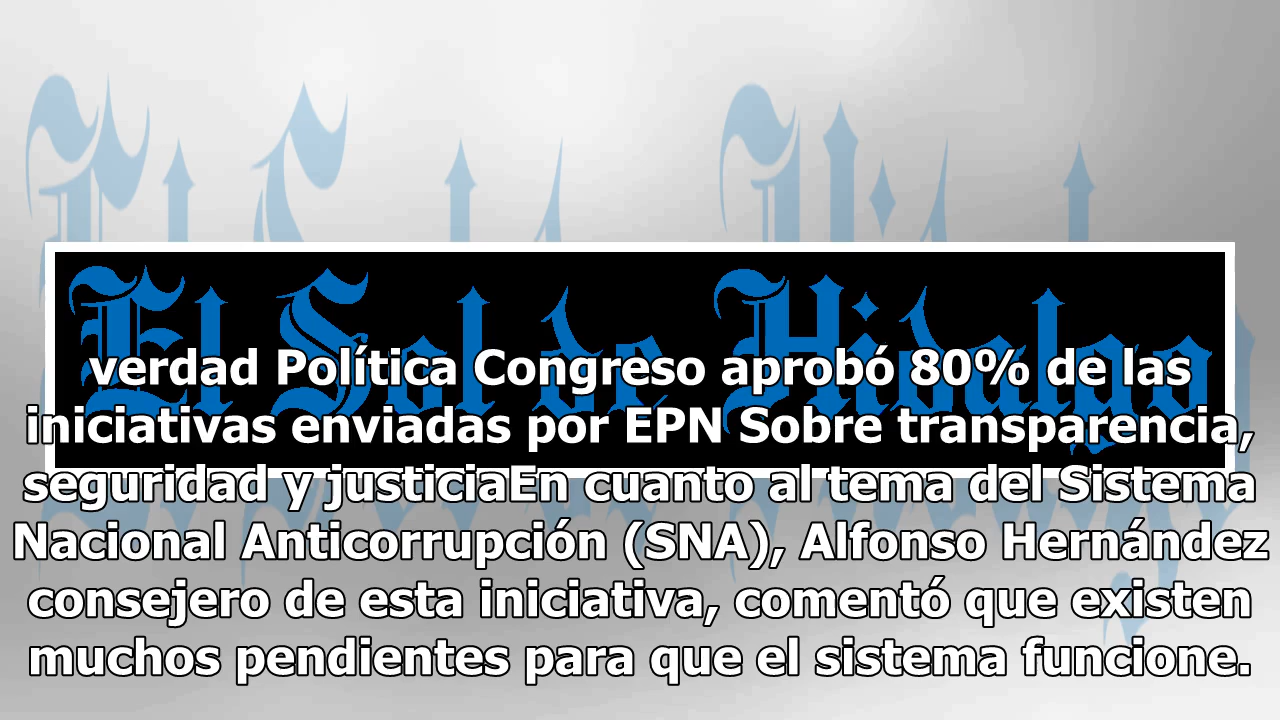 El Sol de Hidalgo
verdad Política Congreso aprobó 80% de las
iniciativas enviadas por EPN Sobre transparencia,
seguridad y justiciaEn cuanto al tema del Sistema
Nacional Anticorrupción (SNA), Alfonso Hernández
consejero de esta iniciativa, comentó que existen
muchos pendientes para que el sistema funcione.